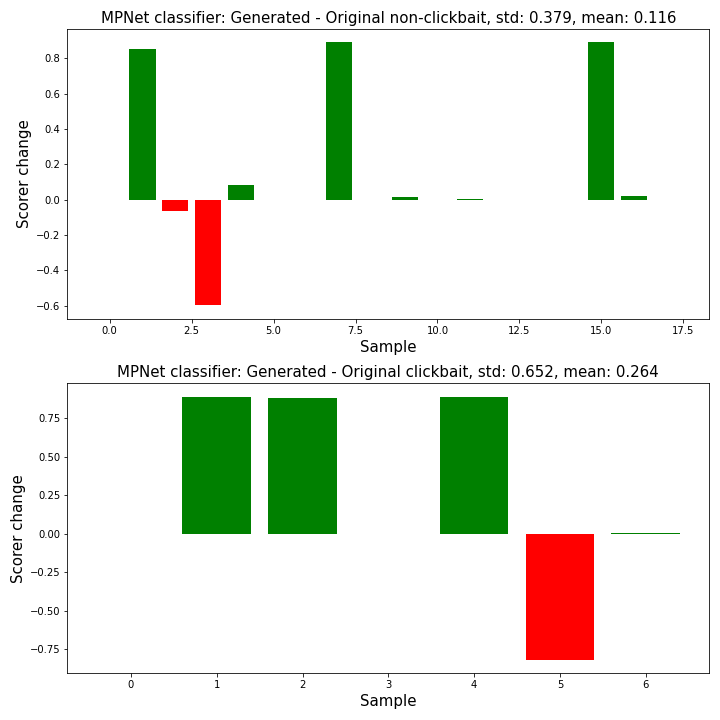 MPNet classifier: Generated - Original non-clickbait, std: 0.379, mean: 0.116
Scorer change
0.8
0.6
0.4
0.2
0.0
−0.2
−0.4
−0.6
0.0 2.5 5.0 7.5 10.0 12.5 15.0 17.5
Sample
MPNet classifier: Generated - Original clickbait, std: 0.652, mean: 0.264
Scorer change
0.75
0.50
0.25
0.00
−0.25
−0.50
−0.75
0 1 2 3 4 5 6
Sample